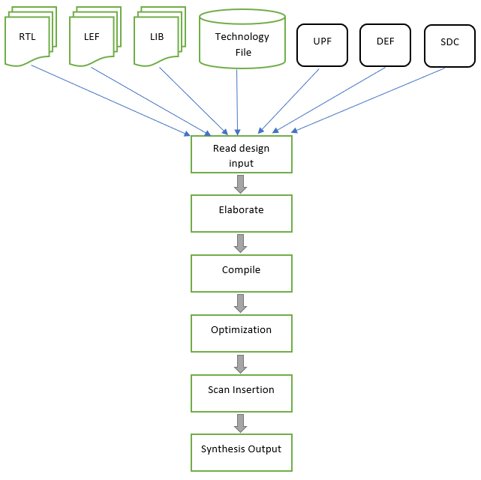 RTL
LEF
LIB
Technology
File
UPF
DEF
SDC
Read design
input
Elaborate
Compile
Optimization
Scan Insertion
Synthesis Output